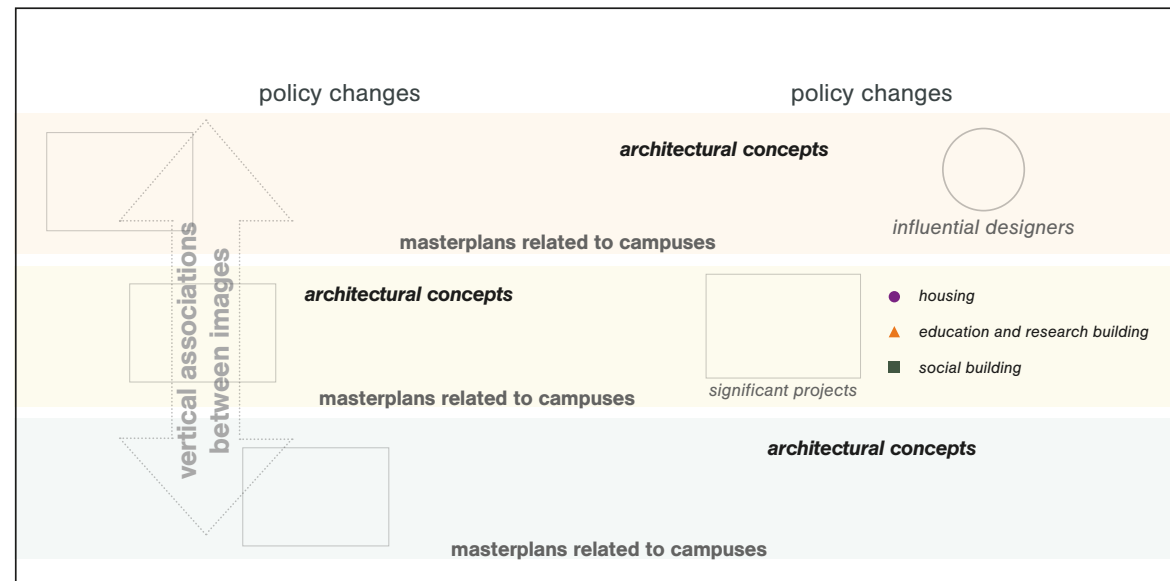 policy changes
policy changes
architectural concepts
influential designers
masterplans related to campuses
vertical associations
between images
architectural concepts
housing
education and research building
social building
significant projects
masterplans related to campuses
architectural concepts
masterplans related to campuses